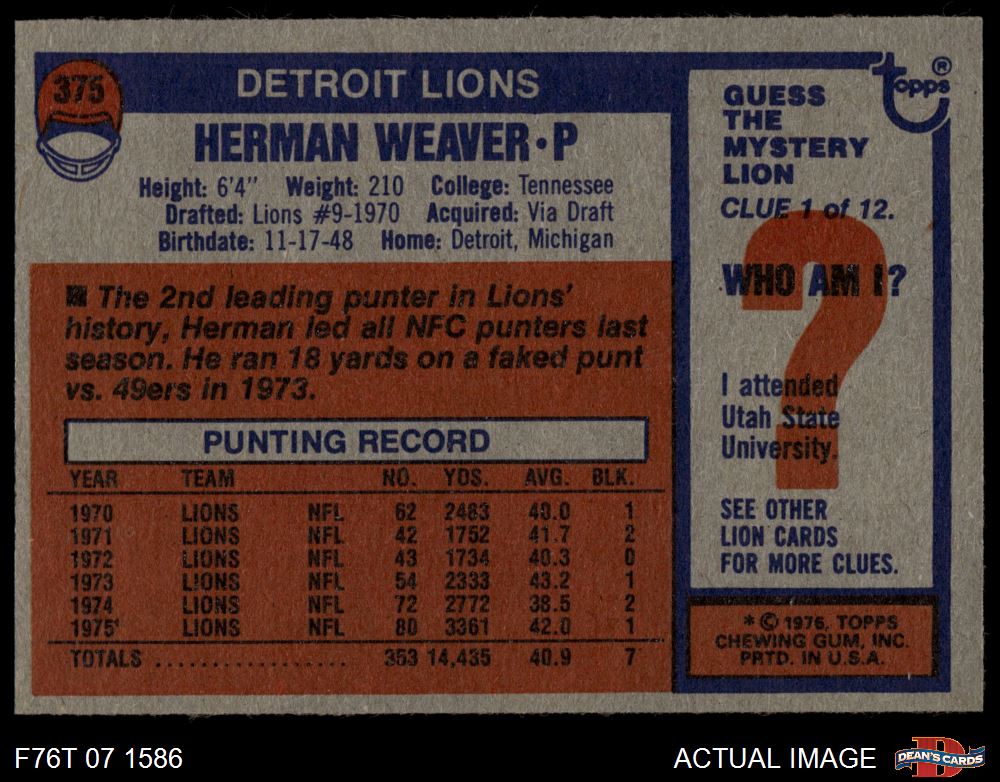 375
DETROIT LIONS
HERMAN WEAVER • P
Height: 6'4" Weight: 210 College: Tennessee
Drafted: Lions #9-1970 Acquired: Via Draft
Birthdate: 11-17-48 Home: Detroit, Michigan
■ The 2nd leading punter in Lions'
history, Herman led all NFC punters last
season. He ran 18 yards on a faked punt
vs. 49ers in 1973.
PUNTING RECORD
YEAR TEAM NO. YDS. AVG. BLK.
1970 LIONS NFL 62 2483 40.0 1
1971 LIONS NFL 42 1752 41.7 2
1972 LIONS NFL 43 1734 40.3 0
1973 LIONS NFL 54 2333 43.2 1
1974 LIONS NFL 72 2772 38.5 2
1975 LIONS NFL 80 3361 42.0 1
TOTALS .................. 353 14,435 40.9 7
topps ®
GUESS
THE
MYSTERY
LION
CLUE 1 of 12.
?
WHO AM I?
I attended
Utah State
University.
SEE OTHER
LION CARDS
FOR MORE CLUES.
* © 1976, TOPPS
CHEWING GUM, INC.
PRTD. IN U.S.A.
F76T 07 1586
ACTUAL IMAGE
D
DEAN'S CARDS